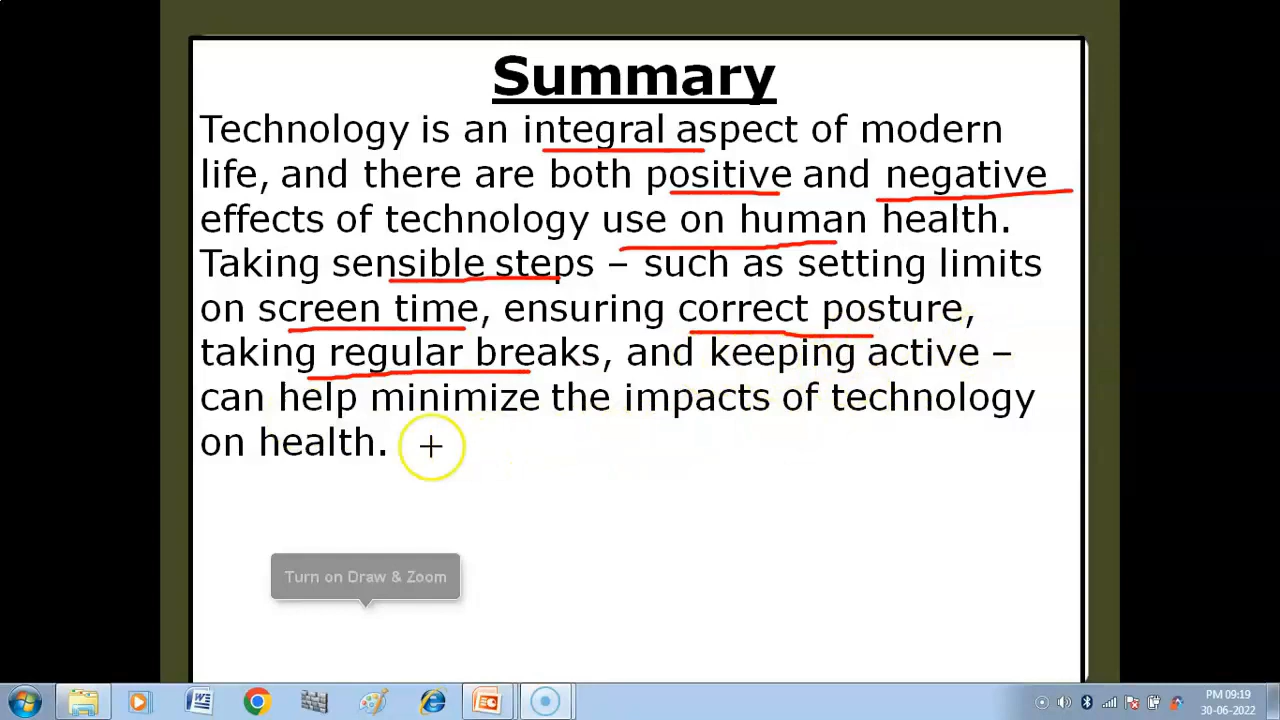 Summary
Technology is an integral aspect of modern
life, and there are both positive and negative
effects of technology use on human health.
Taking sensible steps – such as setting limits
on screen time, ensuring correct posture,
taking regular breaks, and keeping active –
can help minimize the impacts of technology
on health.
Turn on Draw & Zoom
PM 09:19
30-06-2022